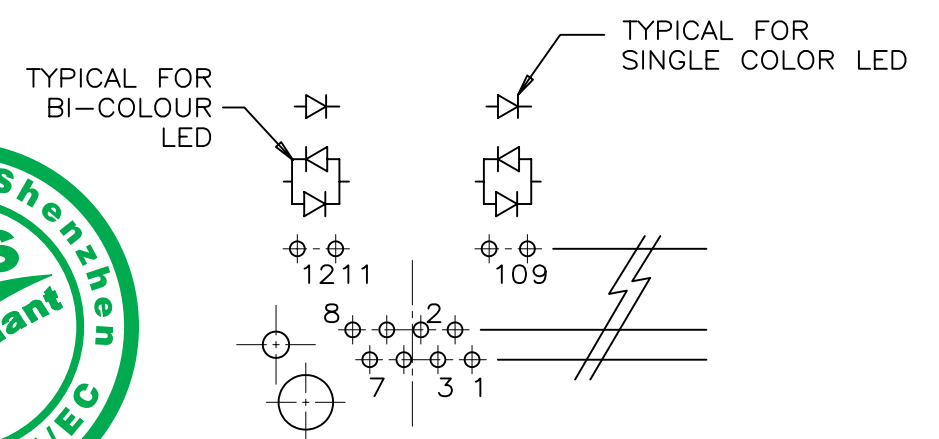 TYPICAL FOR
SINGLE COLOR LED
TYPICAL FOR
BI-COLOUR
LED
1211
109
8 2
7 3 1
Shenzhen
S
iant
/EC